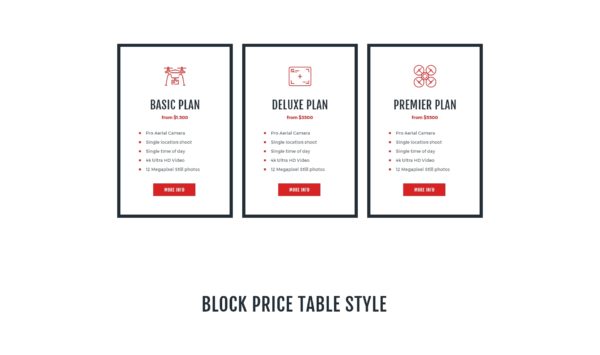 BASIC PLAN
from $1.500
Pro Aerial Camera
Single location shoot
Single time of day
4k Ultra HD Video
12 Megapixel Still photos
MORE INFO
DELUXE PLAN
from $3500
Pro Aerial Camera
Single location shoot
Single time of day
4k Ultra HD Video
12 Megapixel Still photos
MORE INFO
PREMIER PLAN
from $5500
Pro Aerial Camera
Single location shoot
Single time of day
4k Ultra HD Video
12 Megapixel Still photos
MORE INFO
BLOCK PRICE TABLE STYLE